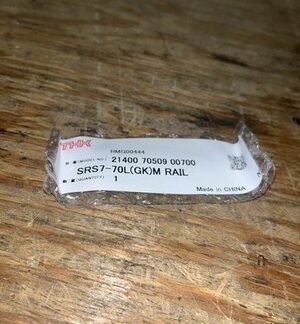 THK
RMG00444
(MODEL NO.) 21400 70509 00700
SRS7-70L(GK)M RAIL
(QUANTITY) 1
Made in CHINA